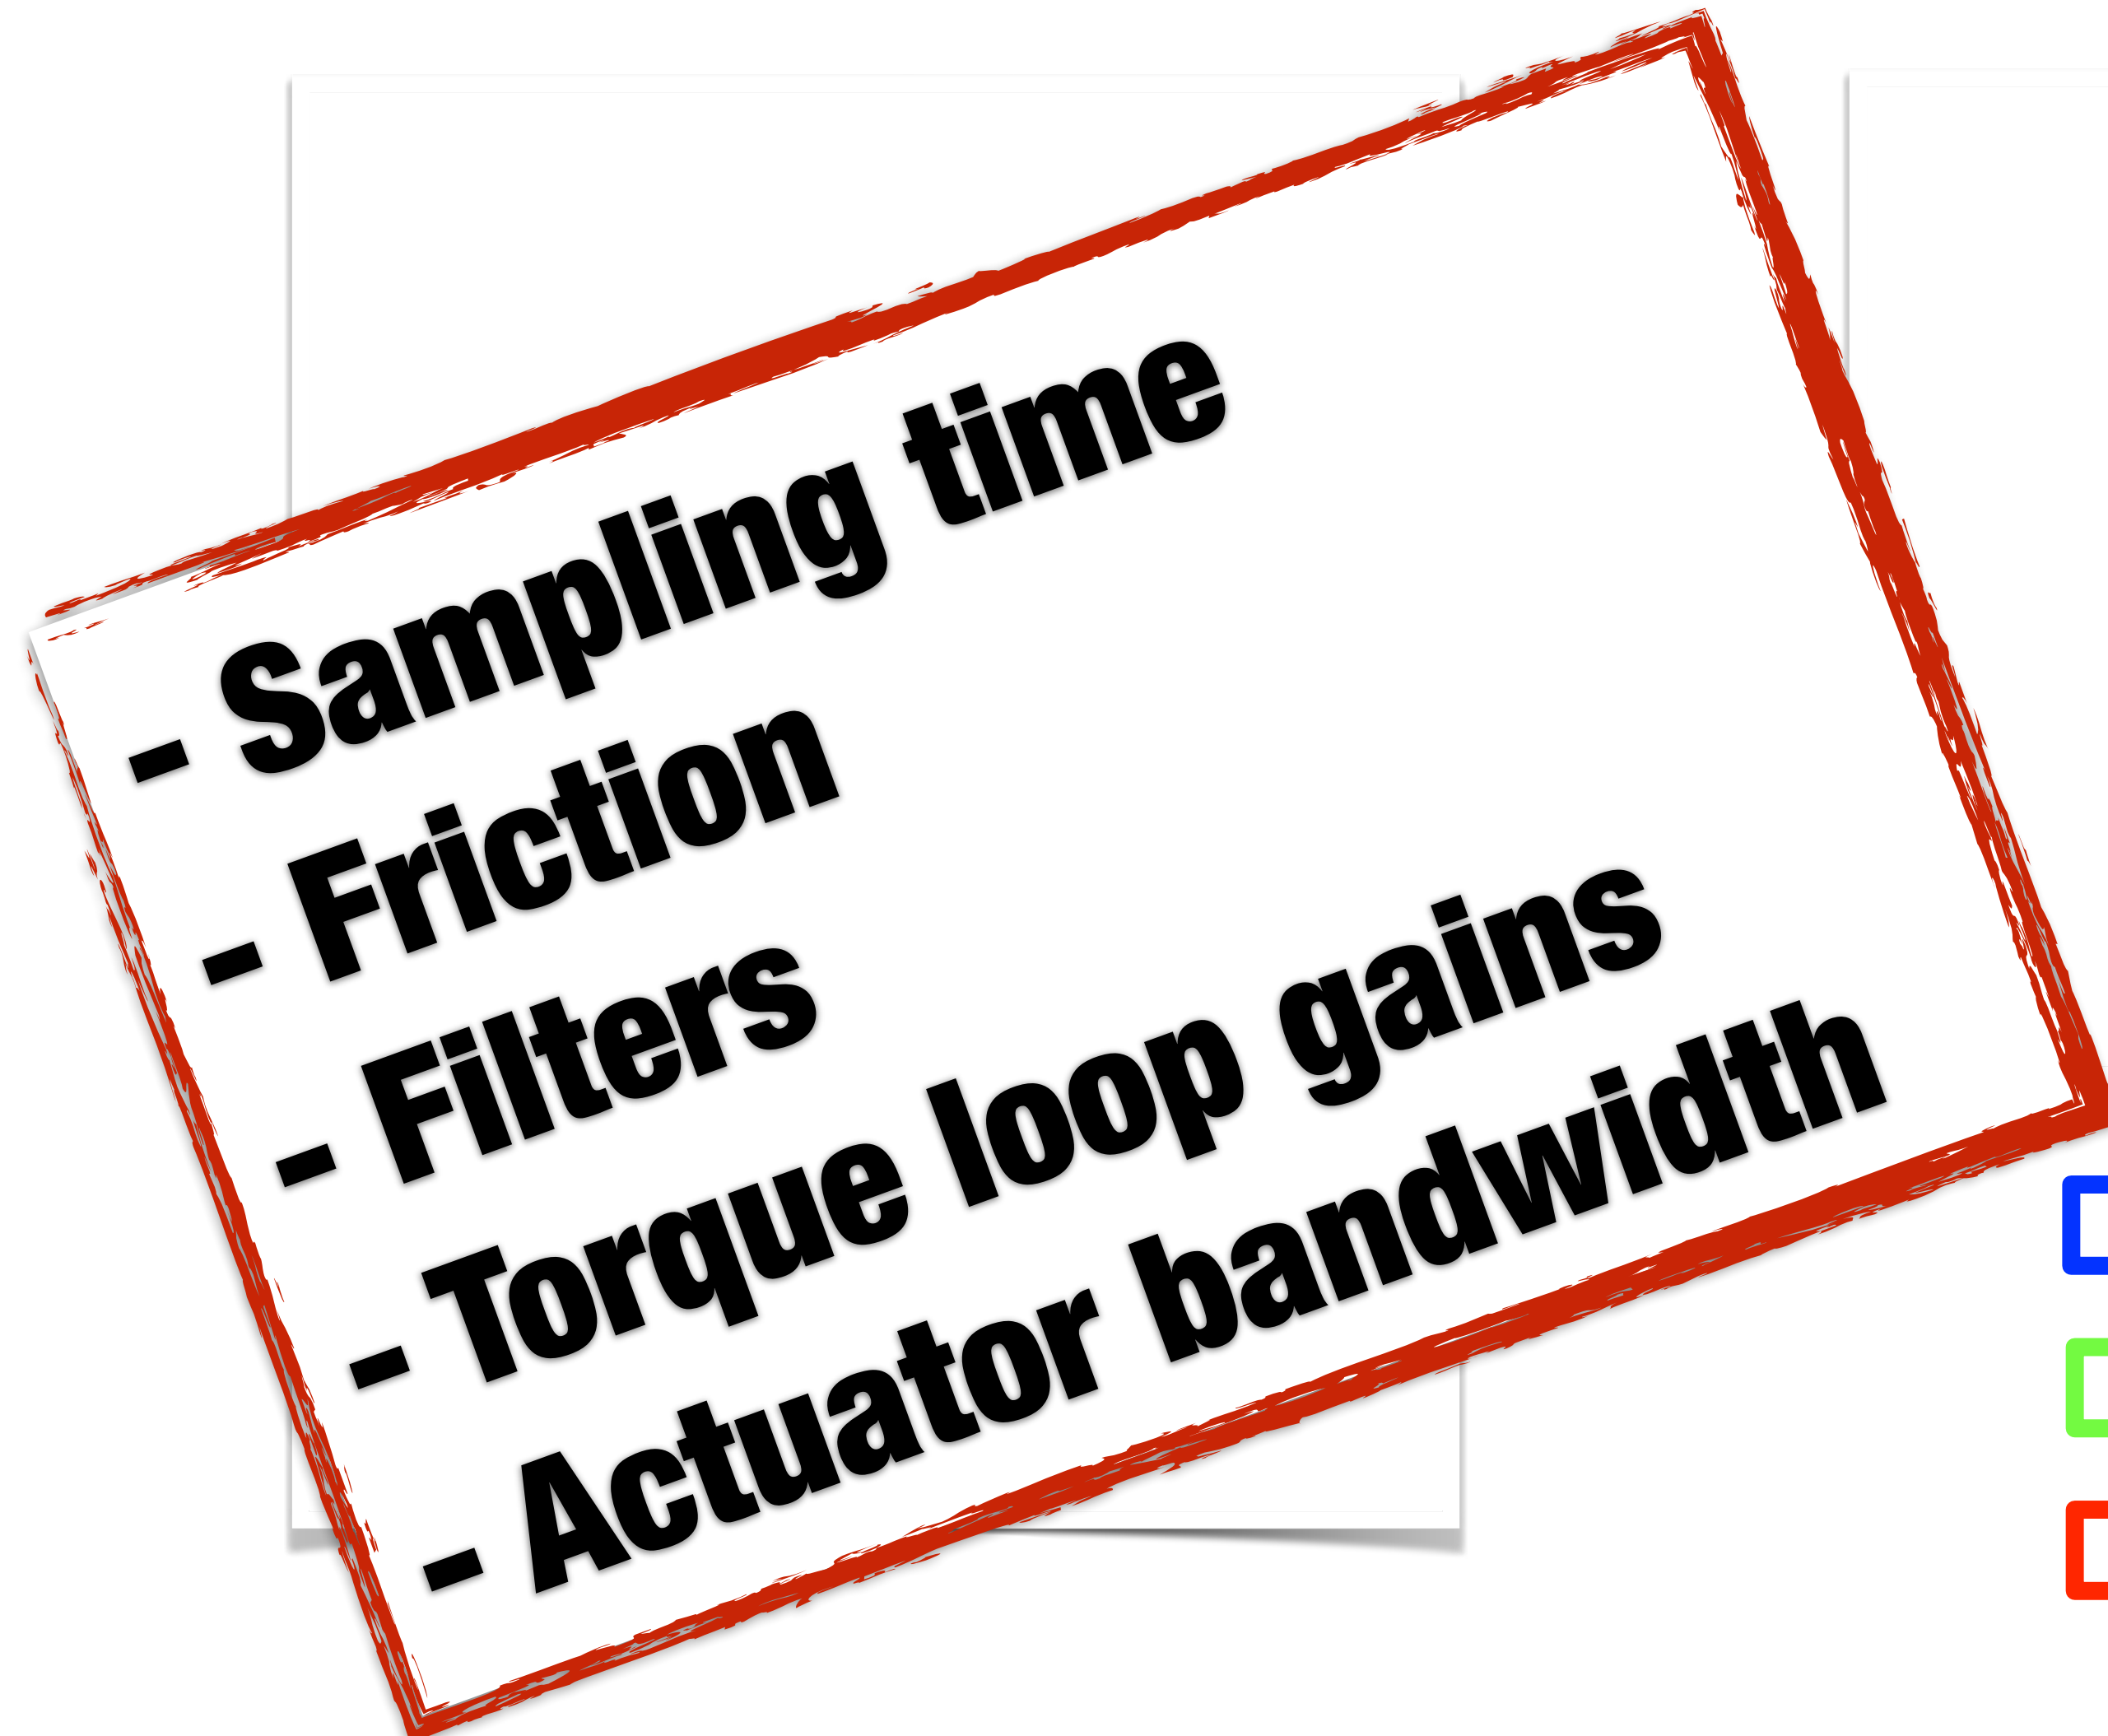 - Sampling time
- Friction
- Filters
- Torque loop gains
- Actuator bandwidth